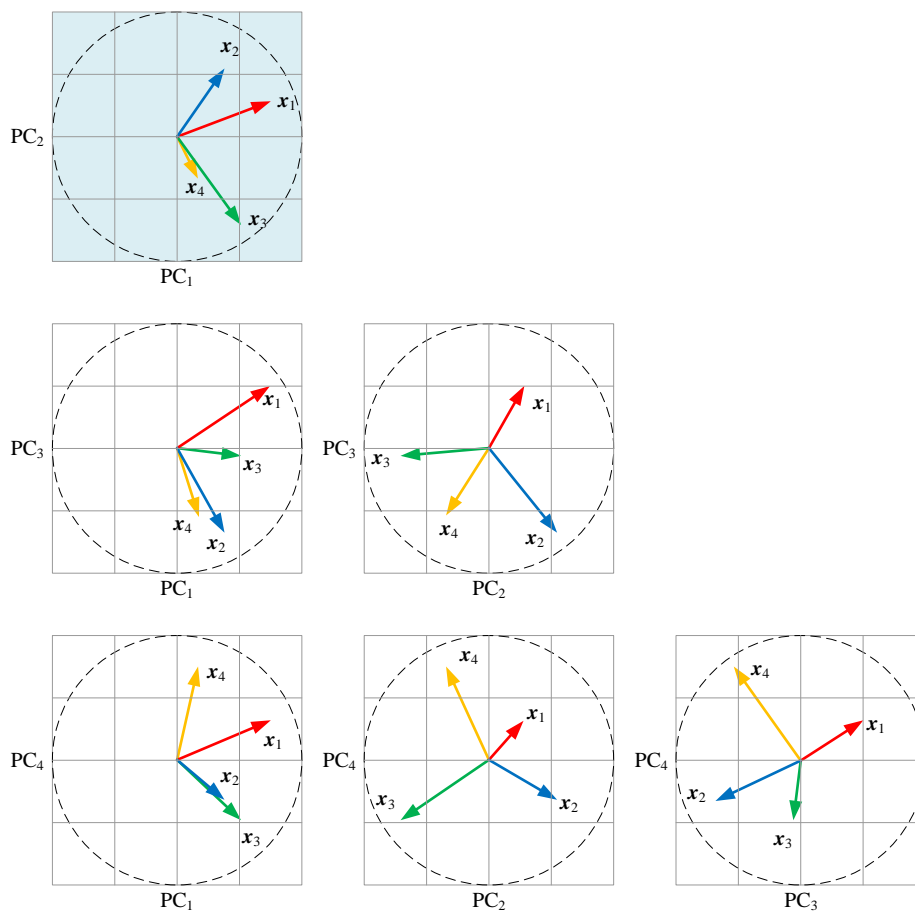 x₂
x₁
PC₂
x₄
x₃
PC₁
x₁ x₁
PC₃ x₃ PC₃ x₃
x₄ x₄
x₂ x₂
PC₁ PC₂
x₄ x₄ x₄
x₁ x₁ x₁
PC₄ x₂ PC₄ PC₄
x₃ x₂ x₂
x₃ x₃
PC₁ PC₂ PC₃